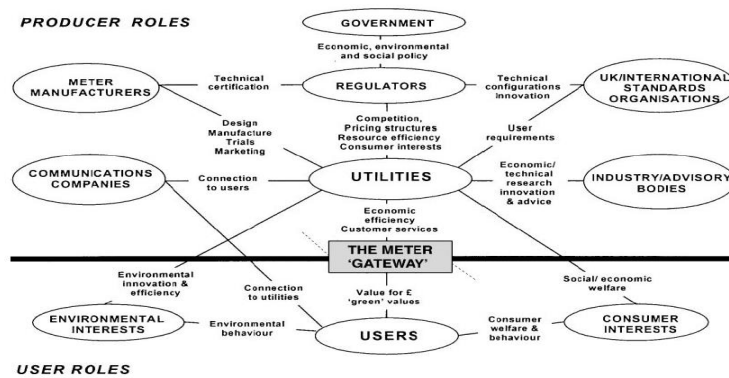 PRODUCER ROLES
GOVERNMENT
Economic, environmental
and social policy
METER
MANUFACTURERS
Technical
certification
REGULATORS
Technical
configurations
innovation
UK/INTERNATIONAL
STANDARDS
ORGANISATIONS
Design
Manufacture
Trials
Marketing
Competition,
Pricing structures
Resource efficiency
Consumer interests
User
requirements
COMMUNICATIONS
COMPANIES
Connection
to users
UTILITIES
Economic/
technical
research
innovation
& advice
INDUSTRY/ADVISORY
BODIES
Economic
efficiency
Customer services
THE METER
‘GATEWAY’
Environmental
innovation &
efficiency
Connection
to utilities
Value for £
‘green’ values
Social/ economic
welfare
ENVIRONMENTAL
INTERESTS
Environmental
behaviour
USERS
Consumer
welfare &
behaviour
CONSUMER
INTERESTS
USER ROLES